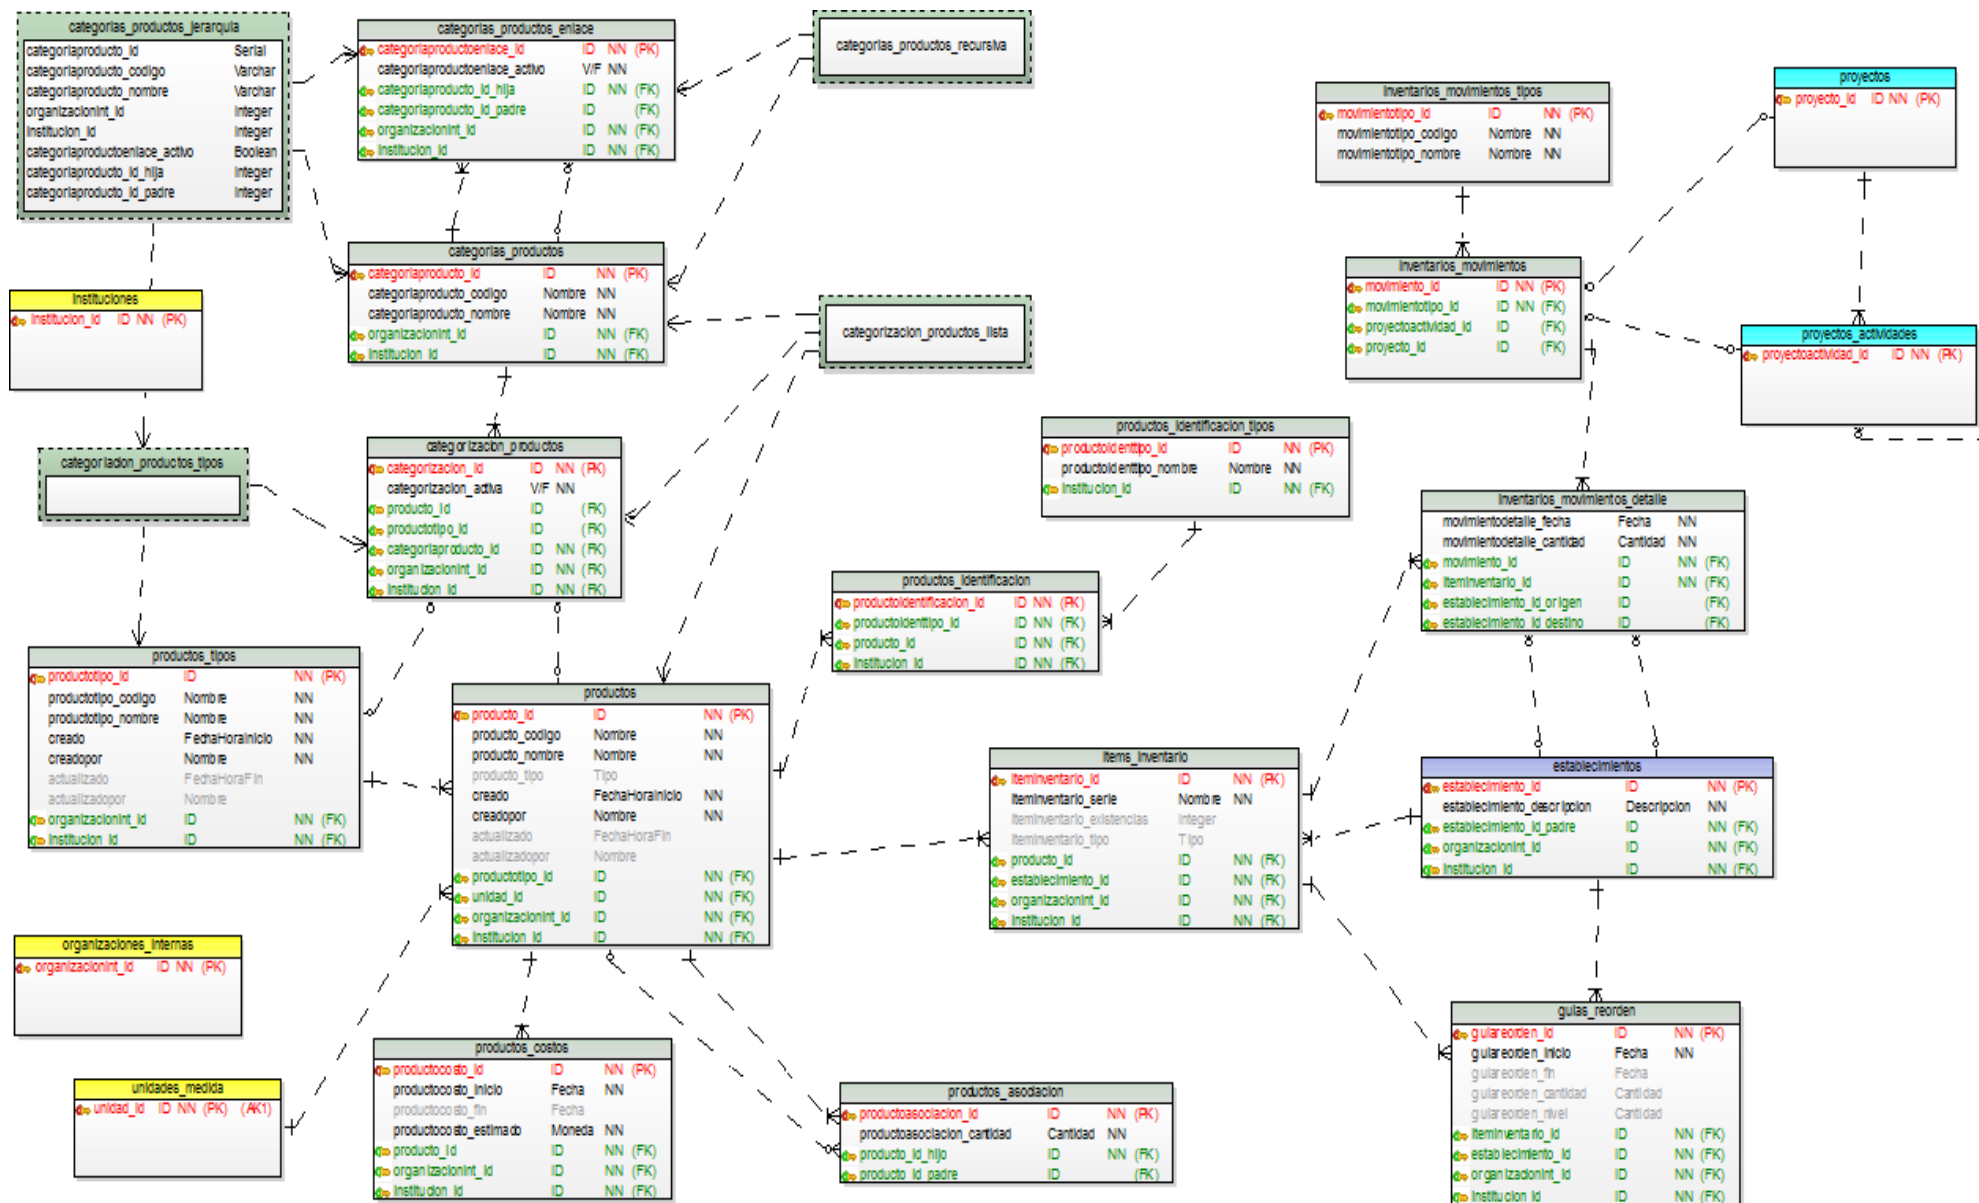 categorias_productos_jerarquia
categoriaproducto_id Serial
categoriaproducto_codigo Varchar
categoriaproducto_nombre Varchar
organizacionint_id Integer
institucion_id Integer
categoriaproductoenlace_activo Boolean
categoriaproducto_id_hija Integer
categoriaproducto_id_padre Integer
categorias_productos_enlace
categoriaproductoenlace_id ID NN (PK)
categoriaproductoenlace_activo V/F NN
categoriaproducto_id_hija ID NN (FK)
categoriaproducto_id_padre ID (FK)
organizacionint_id ID NN (FK)
institucion_id ID NN (FK)
categorias_productos_recursiva
inventarios_movimientos_tipos
movimientotipo_id ID NN (PK)
movimientotipo_codigo Nombre NN
movimientotipo_nombre Nombre NN
proyectos
proyecto_id ID NN (PK)
categorias_productos
categoriaproducto_id ID NN (PK)
categoriaproducto_codigo Nombre NN
categoriaproducto_nombre Nombre NN
organizacionint_id ID NN (FK)
institucion_id ID NN (FK)
instituciones
institucion_id ID NN (PK)
categorizacion_productos_lista
inventarios_movimientos
movimiento_id ID NN (PK)
movimientotipo_id ID NN (FK)
proyectoactividad_id ID (FK)
proyecto_id ID (FK)
proyectos_actividades
proyectoactividad_id ID NN (PK)
categoriacion_productos_tipos
categorizacion_productos
categorizacion_id ID NN (PK)
categorizacion_activa V/F NN
producto_id ID (FK)
productotipo_id ID (FK)
categoriaproducto_id ID NN (FK)
organizacionint_id ID NN (FK)
institucion_id ID NN (FK)
productos_identificacion_tipos
productoidenttipo_id ID NN (PK)
productoidenttipo_nombre Nombre NN
institucion_id ID NN (FK)
inventarios_movimientos_detalle
movimientodetalle_fecha Fecha NN
movimientodetalle_cantidad Cantidad NN
movimiento_id ID NN (FK)
iteminventario_id ID NN (FK)
establecimiento_id_origen ID (FK)
establecimiento_id_destino ID (FK)
productos_identificacion
productoidentificacion_id ID NN (PK)
productoidenttipo_id ID NN (FK)
producto_id ID NN (FK)
institucion_id ID NN (FK)
productos_tipos
productotipo_id ID NN (PK)
productotipo_codigo Nombre NN
productotipo_nombre Nombre NN
creado FechaHoraInicio NN
creadopor Nombre NN
actualizado FechaHoraFin
actualizadopor Nombre
organizacionint_id ID NN (FK)
institucion_id ID NN (FK)
productos
producto_id ID NN (PK)
producto_codigo Nombre NN
producto_nombre Nombre NN
producto_tipo Tipo
creado FechaHoraInicio NN
creadopor Nombre NN
actualizado FechaHoraFin
actualizadopor Nombre
productotipo_id ID NN (FK)
unidad_id ID NN (FK)
organizacionint_id ID NN (FK)
institucion_id ID NN (FK)
items_inventario
iteminventario_id ID NN (PK)
iteminventario_serie Nombre NN
iteminventario_existencias Integer
iteminventario_tipo Tipo
producto_id ID NN (FK)
establecimiento_id ID NN (FK)
organizacionint_id ID NN (FK)
institucion_id ID NN (FK)
establecimientos
establecimiento_id ID NN (PK)
establecimiento_descripcion Descripcion NN
establecimiento_id_padre ID NN (FK)
organizacionint_id ID NN (FK)
institucion_id ID NN (FK)
organizaciones_internas
organizacionint_id ID NN (PK)
unidades_medida
unidad_id ID NN (PK) (AK1)
productos_costos
productocosto_id ID NN (PK)
productocosto_inicio Fecha NN
productocosto_fin Fecha
productocosto_estimado Moneda NN
producto_id ID NN (FK)
organizacionint_id ID NN (FK)
institucion_id ID NN (FK)
productos_asociacion
productoasociacion_id ID NN (PK)
productoasociacion_cantidad Cantidad NN
producto_id_hijo ID NN (FK)
producto_id_padre ID (FK)
guias_reorden
guiareorden_id ID NN (PK)
guiareorden_inicio Fecha NN
guiareorden_fin Fecha
guiareorden_cantidad Cantidad
guiareorden_nivel Cantidad
iteminventario_id ID NN (FK)
establecimiento_id ID NN (FK)
organizacionint_id ID NN (FK)
institucion_id ID NN (FK)